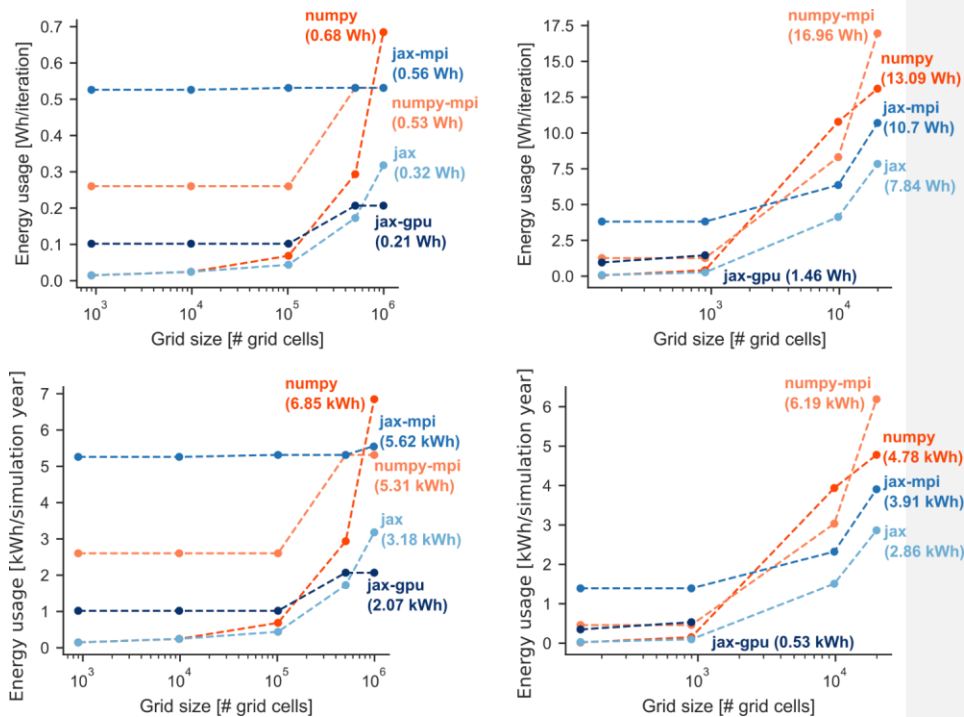 numpy
(0.68 Wh)
jax-mpi
(0.56 Wh)
numpy-mpi
(0.53 Wh)
jax
(0.32 Wh)
jax-gpu
(0.21 Wh)
Energy usage [Wh/iteration]
0.7
0.6
0.5
0.4
0.3
0.2
0.1
0.0
10^3
10^4
10^5
10^6
Grid size [# grid cells]
numpy-mpi
(16.96 Wh)
numpy
(13.09 Wh)
jax-mpi
(10.7 Wh)
jax
(7.84 Wh)
jax-gpu (1.46 Wh)
Energy usage [Wh/iteration]
17.5
15.0
12.5
10.0
7.5
5.0
2.5
0.0
10^3
10^4
Grid size [# grid cells]
numpy
(6.85 kWh)
jax-mpi
(5.62 kWh)
numpy-mpi
(5.31 kWh)
jax
(3.18 kWh)
jax-gpu
(2.07 kWh)
Energy usage [kWh/simulation year]
7
6
5
4
3
2
1
0
10^3
10^4
10^5
10^6
Grid size [# grid cells]
numpy-mpi
(6.19 kWh)
numpy
(4.78 kWh)
jax-mpi
(3.91 kWh)
jax
(2.86 kWh)
jax-gpu (0.53 kWh)
Energy usage [kWh/simulation year]
6
5
4
3
2
1
0
10^3
10^4
Grid size [# grid cells]